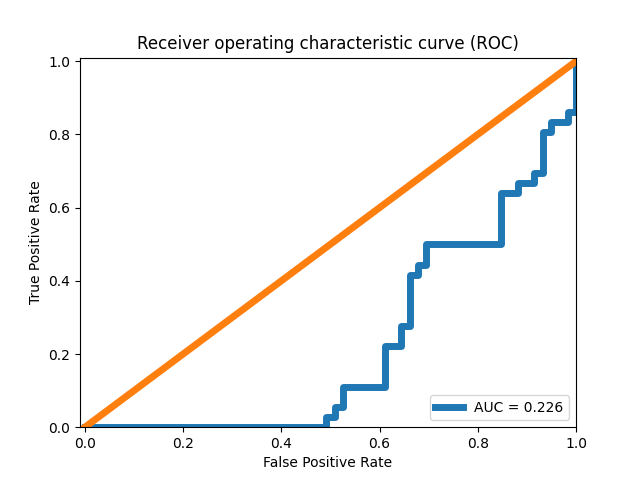 Receiver operating characteristic curve (ROC)
1.0
0.8
0.6
0.4
0.2
0.0
True Positive Rate
AUC = 0.226
0.0 0.2 0.4 0.6 0.8 1.0
False Positive Rate